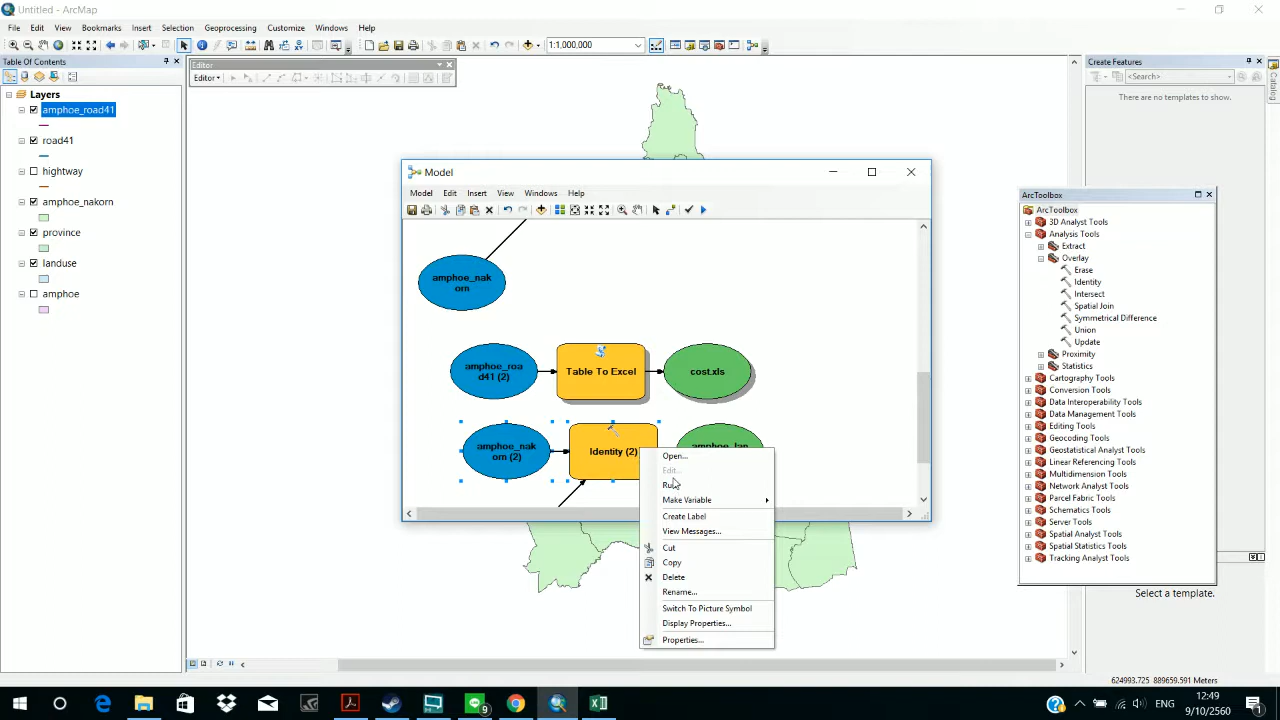 Untitled - ArcMap
File Edit View Bookmarks Insert Selection Geoprocessing Customize Windows Help
1:1,000,000
Table Of Contents
Layers
amphoe_road41
road41
hightway
amphoe_nakorn
province
landuse
amphoe
Editor
Editor
Model
Model Edit Insert View Windows Help
amphoe_nak
orn
amphoe_roa
d41 (2)
Table To Excel
cost.xls
amphoe_nak
orn (2)
Identity (2)
amphoe_lan
Open...
Edit...
Run
Make Variable
Create Label
View Messages...
Cut
Copy
Delete
Rename...
Switch To Picture Symbol
Display Properties...
Properties...
Create Features
<Search>
There are no templates to show.
Catalog
ArcToolbox
ArcToolbox
3D Analyst Tools
Analysis Tools
Extract
Overlay
Erase
Identity
Intersect
Spatial Join
Symmetrical Difference
Union
Update
Proximity
Statistics
Cartography Tools
Conversion Tools
Data Interoperability Tools
Data Management Tools
Editing Tools
Geocoding Tools
Geostatistical Analyst Tools
Linear Referencing Tools
Multidimension Tools
Network Analyst Tools
Parcel Fabric Tools
Schematics Tools
Server Tools
Spatial Analyst Tools
Spatial Statistics Tools
Tracking Analyst Tools
Select a template.
624993.725 889659.591 Meters
ENG
12:49
9/10/2560
9
1